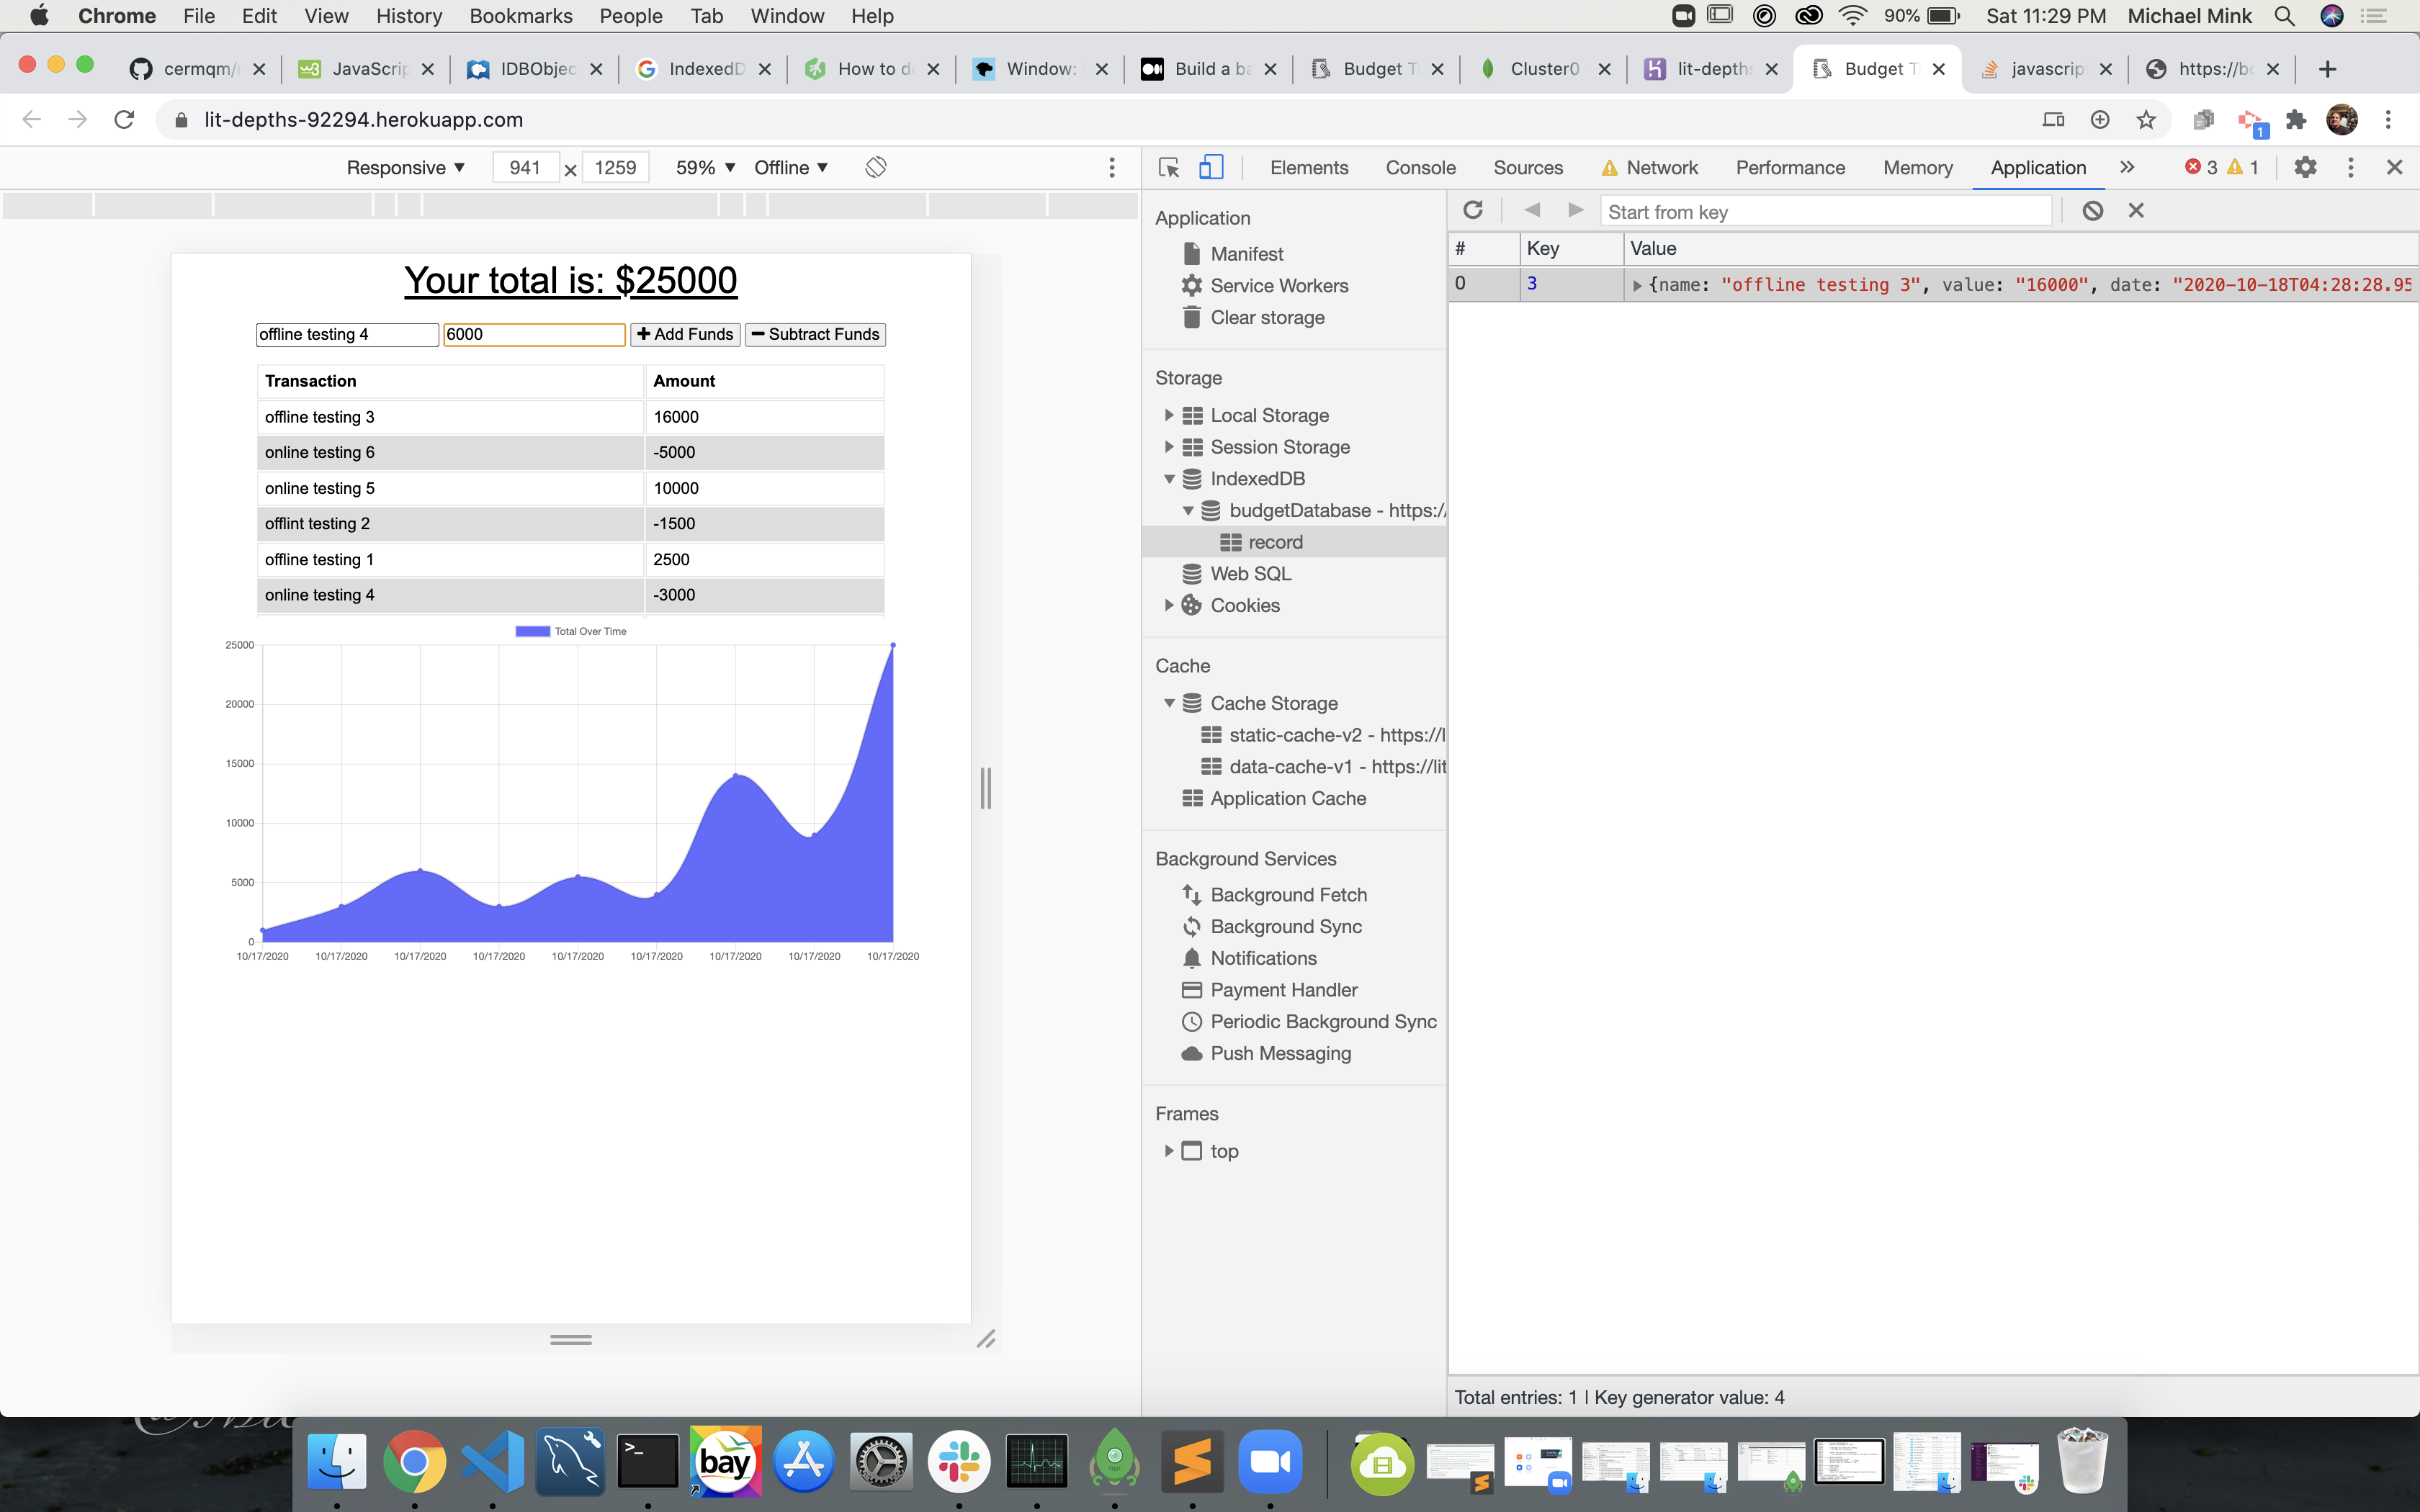 Chrome File Edit View History Bookmarks People Tab Window Help 90% Sat 11:29 PM Michael Mink
cermqm/ JavaScrip IDBObjec IndexedD How to d Window: Build a ba Budget T Cluster0 lit-depths Budget T javascrip https://bo
lit-depths-92294.herokuapp.com 1
Responsive 941 1259 59% Offline
Elements Console Sources Network Performance Memory Application 3 1
Your total is: $25000
offline testing 4 6000 Add Funds Subtract Funds
Transaction Amount
offline testing 3 16000
online testing 6 -5000
online testing 5 10000
offlint testing 2 -1500
offline testing 1 2500
online testing 4 -3000
Total Over Time
25000
20000
15000
10000
5000
0
10/17/2020 10/17/2020 10/17/2020 10/17/2020 10/17/2020 10/17/2020 10/17/2020 10/17/2020 10/17/2020
Application
Manifest
Service Workers
Clear storage
Storage
Local Storage
Session Storage
IndexedDB
budgetDatabase - https:/
record
Web SQL
Cookies
Cache
Cache Storage
static-cache-v2 - https://l
data-cache-v1 - https://lit
Application Cache
Background Services
Background Fetch
Background Sync
Notifications
Payment Handler
Periodic Background Sync
Push Messaging
Frames
top
Start from key
# Key Value
0 3 {name: "offline testing 3", value: "16000", date: "2020-10-18T04:28:28.95
Total entries: 1 | Key generator value: 4
bay